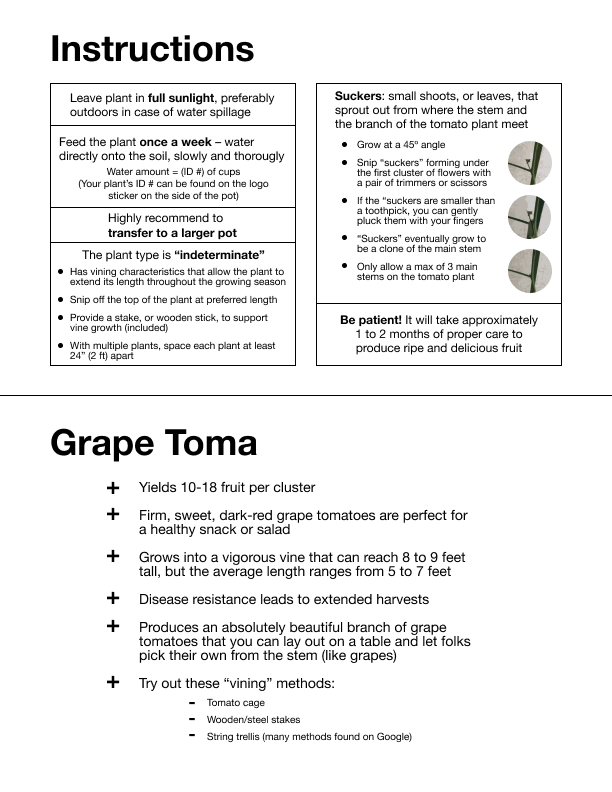 Instructions
Leave plant in full sunlight, preferably
outdoors in case of water spillage
Feed the plant once a week – water
directly onto the soil, slowly and thorougly
Water amount = (ID #) of cups
(Your plant's ID # can be found on the logo
sticker on the side of the pot)
Highly recommend to
transfer to a larger pot
The plant type is “indeterminate”
● Has vining characteristics that allow the plant to
extend its length throughout the growing season
● Snip off the top of the plant at preferred length
● Provide a stake, or wooden stick, to support
vine growth (included)
● With multiple plants, space each plant at least
24” (2 ft) apart
Suckers: small shoots, or leaves, that
sprout out from where the stem and
the branch of the tomato plant meet
● Grow at a 45º angle
● Snip “suckers” forming under
the first cluster of flowers with
a pair of trimmers or scissors
● If the “suckers are smaller than
a toothpick, you can gently
pluck them with your fingers
● “Suckers” eventually grow to
be a clone of the main stem
● Only allow a max of 3 main
stems on the tomato plant
Be patient! It will take approximately
1 to 2 months of proper care to
produce ripe and delicious fruit
Grape Toma
+ Yields 10-18 fruit per cluster
+ Firm, sweet, dark-red grape tomatoes are perfect for
a healthy snack or salad
+ Grows into a vigorous vine that can reach 8 to 9 feet
tall, but the average length ranges from 5 to 7 feet
+ Disease resistance leads to extended harvests
+ Produces an absolutely beautiful branch of grape
tomatoes that you can lay out on a table and let folks
pick their own from the stem (like grapes)
+ Try out these “vining” methods:
- Tomato cage
- Wooden/steel stakes
- String trellis (many methods found on Google)